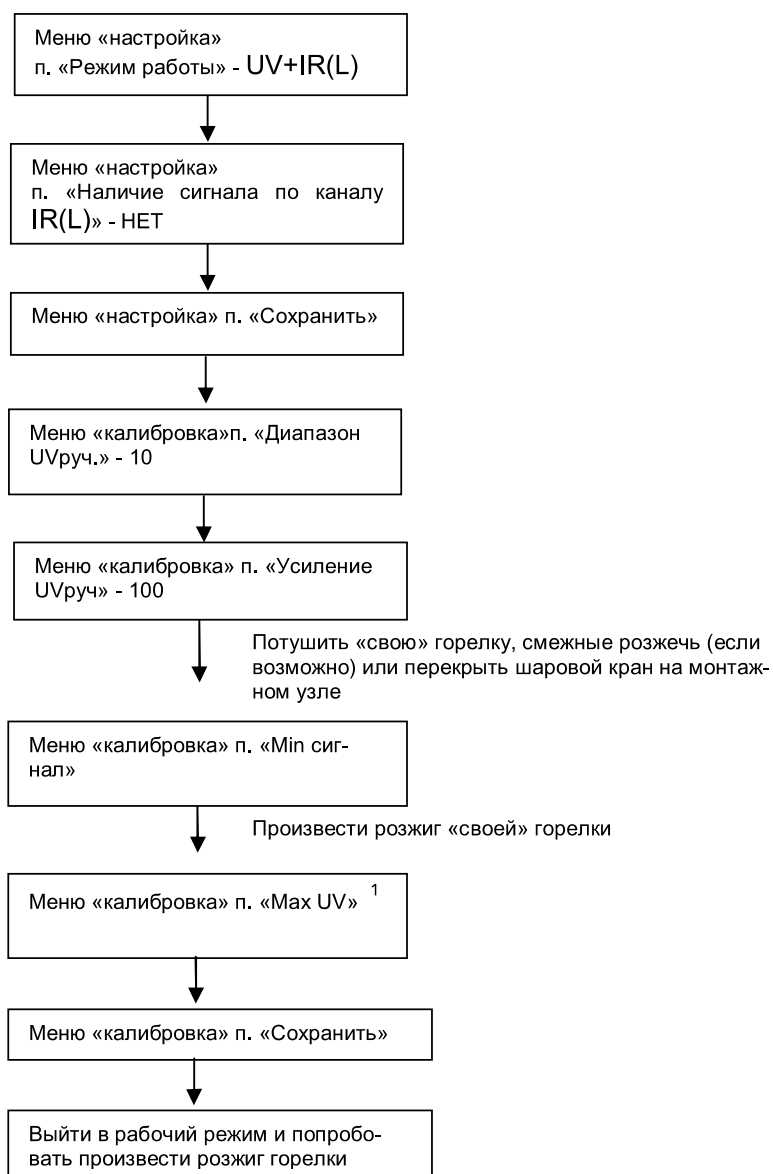 Меню «настройка»
п. «Режим работы» - UV+IR(L)
Меню «настройка»
п. «Наличие сигнала по каналу
IR(L)» - НЕТ
Меню «настройка» п. «Сохранить»
Меню «калибровка»п. «Диапазон
UVруч.» - 10
Меню «калибровка» п. «Усиление
UVруч» - 100
Потушить «свою» горелку, смежные розжечь (если
возможно) или перекрыть шаровой кран на монтаж-
ном узле
Меню «калибровка» п. «Min сиг-
нал»
Произвести розжиг «своей» горелки
Меню «калибровка» п. «Max UV» 1
Меню «калибровка» п. «Сохранить»
Выйти в рабочий режим и попробо-
вать произвести розжиг горелки